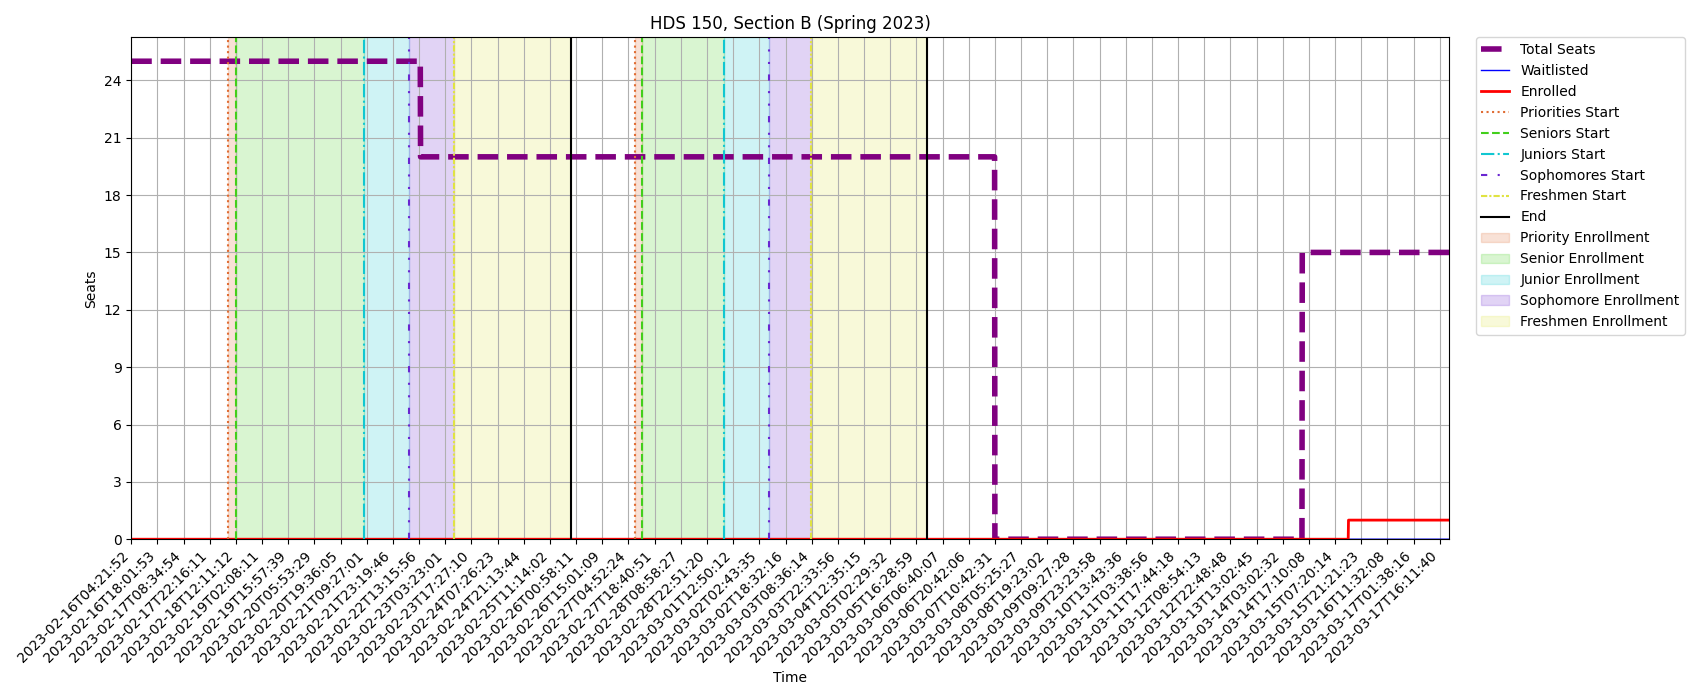 HDS 150, Section B (Spring 2023)
Seats
24
21
18
15
12
9
6
3
0
2023-02-16T04:21:52
2023-02-16T18:01:53
2023-02-17T08:34:54
2023-02-17T22:16:11
2023-02-18T12:11:12
2023-02-19T02:08:11
2023-02-19T15:57:39
2023-02-20T05:53:29
2023-02-20T19:36:05
2023-02-21T09:27:01
2023-02-21T23:19:46
2023-02-22T13:15:56
2023-02-23T03:23:01
2023-02-23T17:27:10
2023-02-24T07:26:23
2023-02-24T21:13:44
2023-02-25T11:14:02
2023-02-26T00:58:11
2023-02-26T15:01:09
2023-02-27T04:52:24
2023-02-27T18:40:51
2023-02-28T08:58:27
2023-02-28T22:51:20
2023-03-01T12:50:12
2023-03-02T02:43:35
2023-03-02T18:32:16
2023-03-03T08:36:14
2023-03-03T22:33:56
2023-03-04T12:35:15
2023-03-05T02:29:32
2023-03-05T16:28:59
2023-03-06T06:40:07
2023-03-06T20:42:06
2023-03-07T10:42:31
2023-03-08T05:25:27
2023-03-08T19:23:02
2023-03-09T09:27:28
2023-03-09T23:23:58
2023-03-10T13:43:36
2023-03-11T03:38:56
2023-03-11T17:44:18
2023-03-12T08:54:13
2023-03-12T22:48:48
2023-03-13T13:02:45
2023-03-14T03:02:32
2023-03-14T17:10:08
2023-03-15T07:20:14
2023-03-15T21:21:23
2023-03-16T11:32:08
2023-03-17T01:38:16
2023-03-17T16:11:40
Time
Total Seats
Waitlisted
Enrolled
Priorities Start
Seniors Start
Juniors Start
Sophomores Start
Freshmen Start
End
Priority Enrollment
Senior Enrollment
Junior Enrollment
Sophomore Enrollment
Freshmen Enrollment